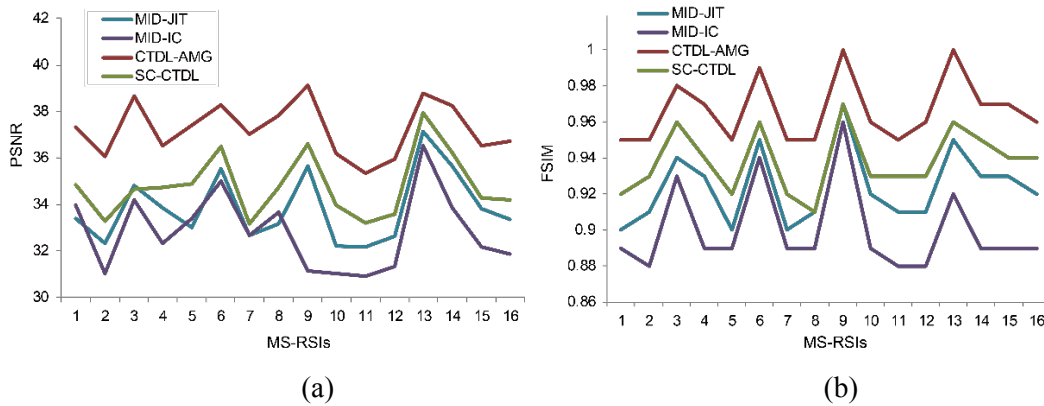 42
40
38
36
34
32
30
PSNR
MID-JIT
MID-IC
CTDL-AMG
SC-CTDL
1 2 3 4 5 6 7 8 9 10 11 12 13 14 15 16
MS-RSIs
(a)
1
0.98
0.96
0.94
0.92
0.9
0.88
0.86
FSIM
MID-JIT
MID-IC
CTDL-AMG
SC-CTDL
1 2 3 4 5 6 7 8 9 10 11 12 13 14 15 16
MS-RSIs
(b)